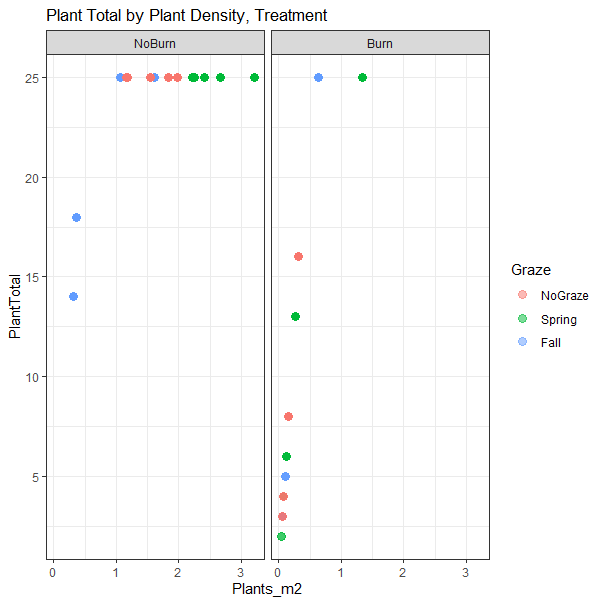 Plant Total by Plant Density, Treatment
NoBurn
Burn
25
20
15
10
5
PlantTotal
0 1 2 3
0 1 2 3
Plants_m2
Graze
NoGraze
Spring
Fall